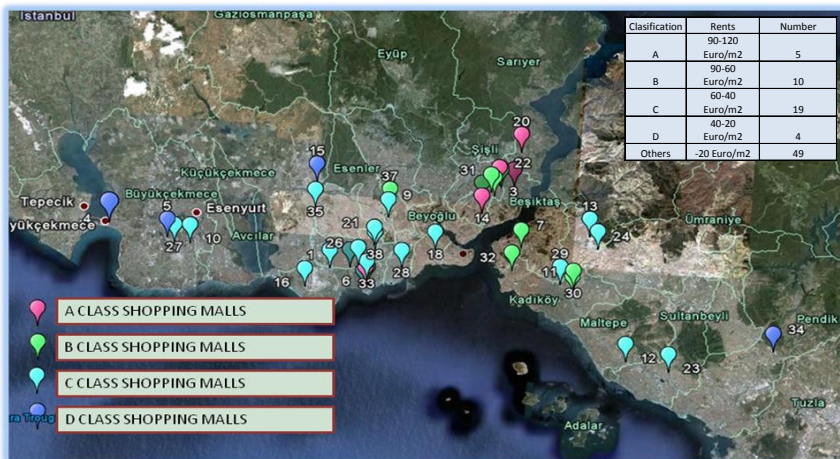 Istanbul
Gaziosmanpaşa
Eyüp
Sarıyer
Clasification Rents Number
A 90-120 Euro/m2 5
B 90-60 Euro/m2 10
C 60-40 Euro/m2 19
D 40-20 Euro/m2 4
Others -20 Euro/m2 49
20
15
Esenler
Şişli
37
31
22
3
Küçükçekmece
Tepecik
Büyükçekmece
5
Esenyurt
35
9
14
Beşiktaş
13
Ümraniye
4
yükçekmece
27
10
Avcılar
21
Beyoğlu
7
24
26
1
38
28
18
32
29
11
16
6
33
30
Kadıköy
Maltepe
Sultanbeyli
Pendik
34
12
23
Tuzla
Adalar
A CLASS SHOPPING MALLS
B CLASS SHOPPING MALLS
C CLASS SHOPPING MALLS
ra Troug
D CLASS SHOPPING MALLS